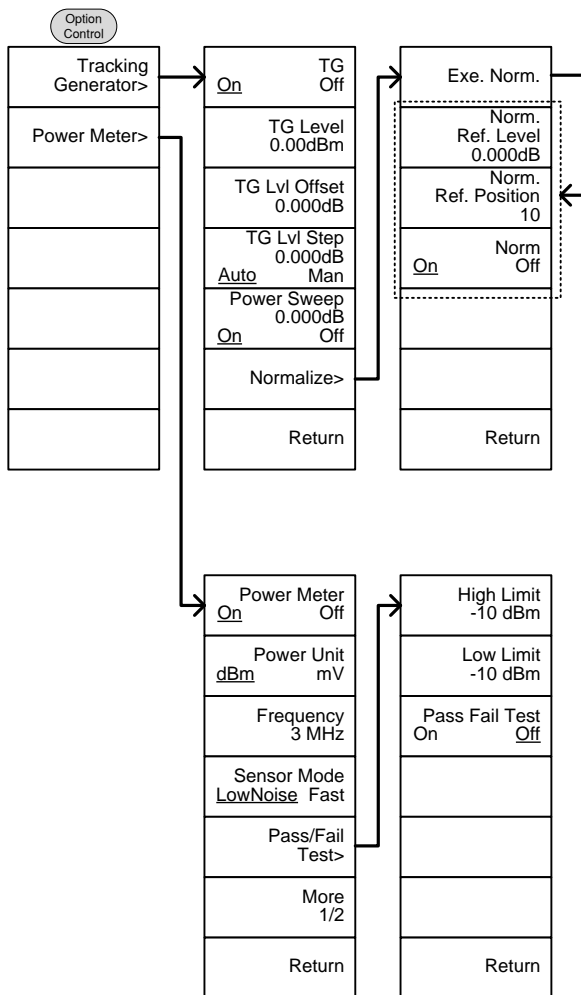 Option
Control
Tracking
Generator>
Power Meter>
TG
On Off
TG Level
0.00dBm
TG Lvl Offset
0.000dB
TG Lvl Step
0.000dB
Auto Man
Power Sweep
0.000dB
On Off
Normalize>
Return
Exe. Norm.
Norm.
Ref. Level
0.000dB
Norm.
Ref. Position
10
Norm
On Off
Return
Power Meter
On Off
Power Unit
dBm mV
Frequency
3 MHz
Sensor Mode
LowNoise Fast
Pass/Fail
Test>
More
1/2
Return
High Limit
-10 dBm
Low Limit
-10 dBm
Pass Fail Test
On Off
Return